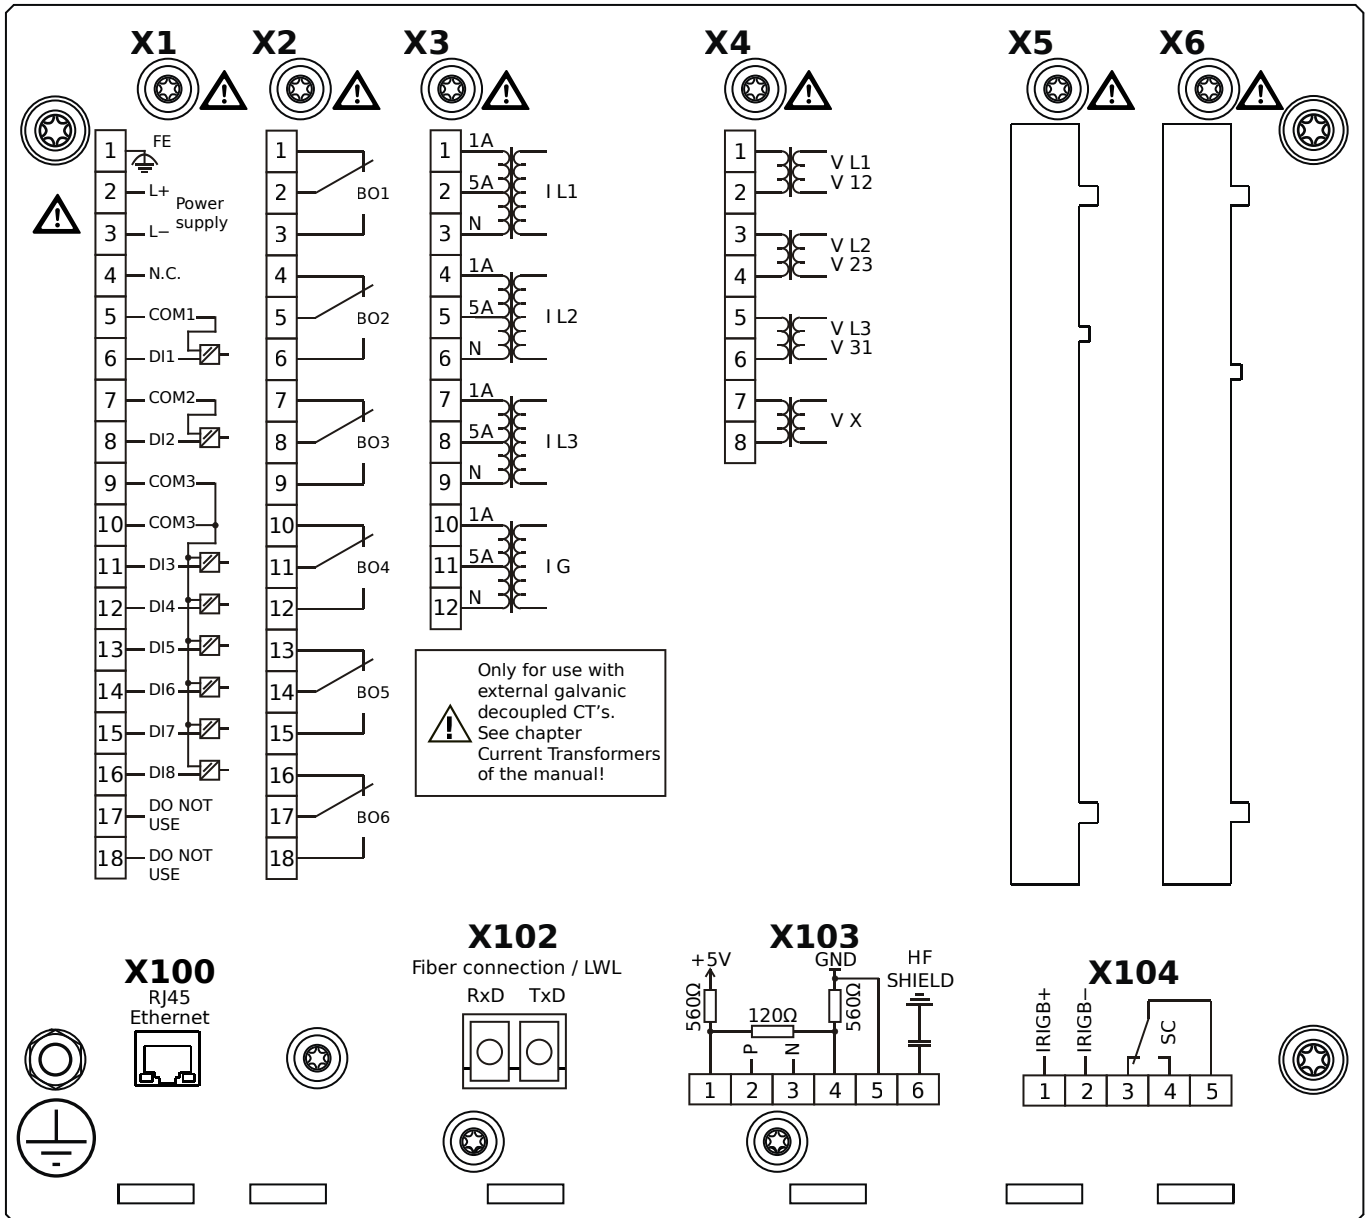 X1
X2
X3
X4
X5
X6
1 FE
2 L+
Power
supply
3 L−
4 N.C.
5 COM1
6 DI1
7 COM2
8 DI2
9 COM3
10 COM3
11 DI3
12 DI4
13 DI5
14 DI6
15 DI7
16 DI8
17 DO NOT
USE
18 DO NOT
USE
1
2 BO1
3
4
5 BO2
6
7
8 BO3
9
10
11 BO4
12
13
14 BO5
15
16
17 BO6
18
1 1A
2 5A I L1
3 N
4 1A
5 5A I L2
6 N
7 1A
8 5A I L3
9 N
10 1A
11 5A I G
12 N
Only for use with
external galvanic
decoupled CT's.
See chapter
Current Transformers
of the manual!
1 V L1
2 V 12
3 V L2
4 V 23
5 V L3
6 V 31
7 V X
8
X100
RJ45
Ethernet
X102
Fiber connection / LWL
RxD TxD
X103
+5V GND HF
SHIELD
560Ω 120Ω 560Ω
P N
1 2 3 4 5 6
X104
IRIGB+ IRIGB− SC
1 2 3 4 5